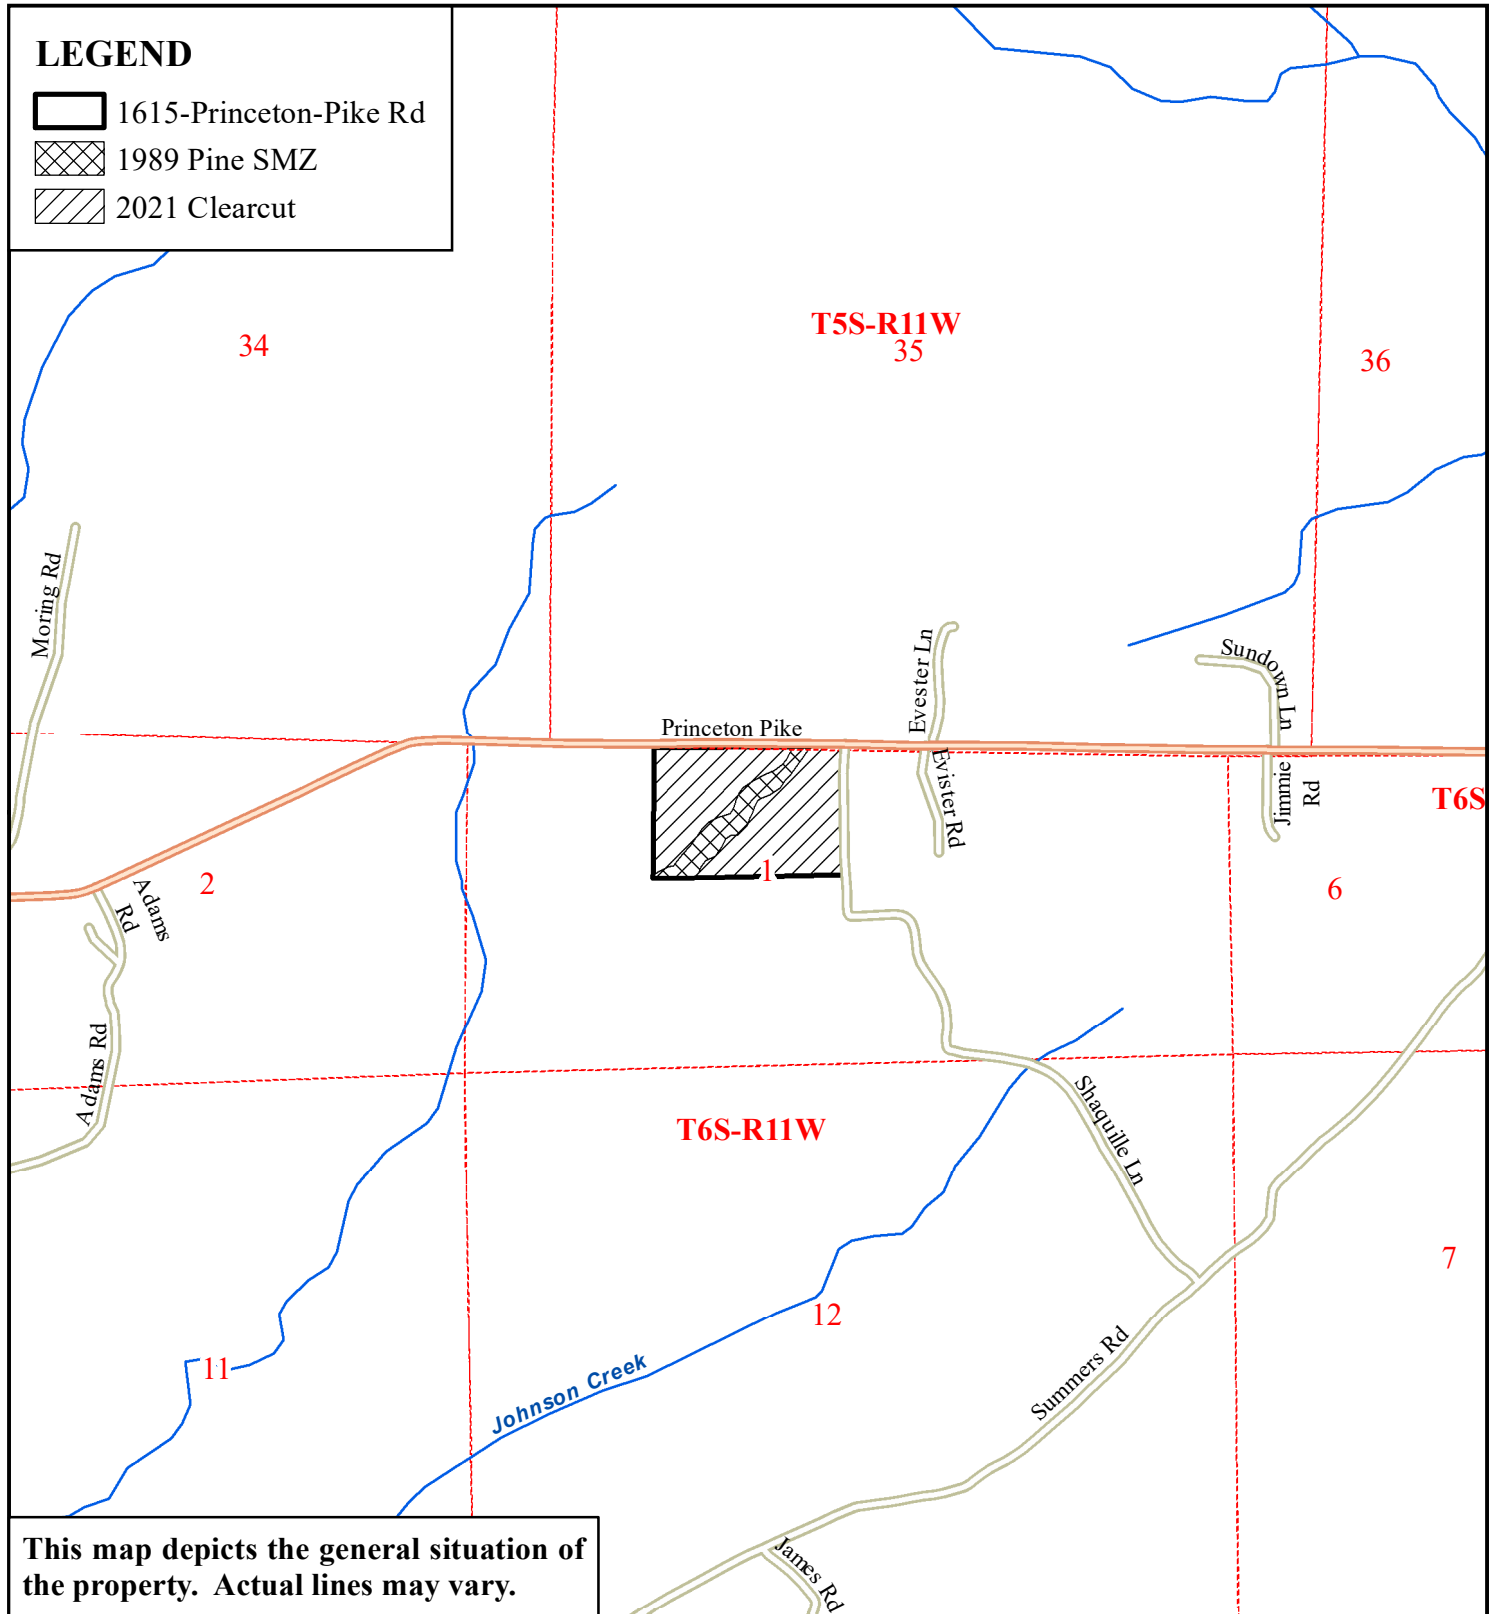 LEGEND
1615-Princeton-Pike Rd
1989 Pine SMZ
2021 Clearcut
T5S-R11W
34
35
36
Moring Rd
Evester Ln
Sundown Ln
Princeton Pike
Evister Rd
Jimmie
Rd
T6S
1
2
6
Adams
Rd
Adams Rd
Shaquille Ln
T6S-R11W
7
12
11
Johnson Creek
Summers Rd
James Rd
This map depicts the general situation of
the property. Actual lines may vary.